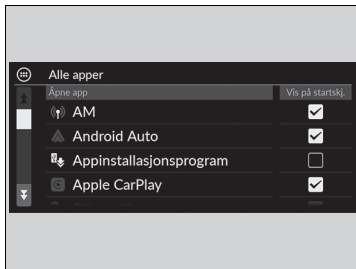 Alle apper
Åpne app Vis på startskj.
AM
Android Auto
Appinstallasjonsprogram
Apple CarPlay